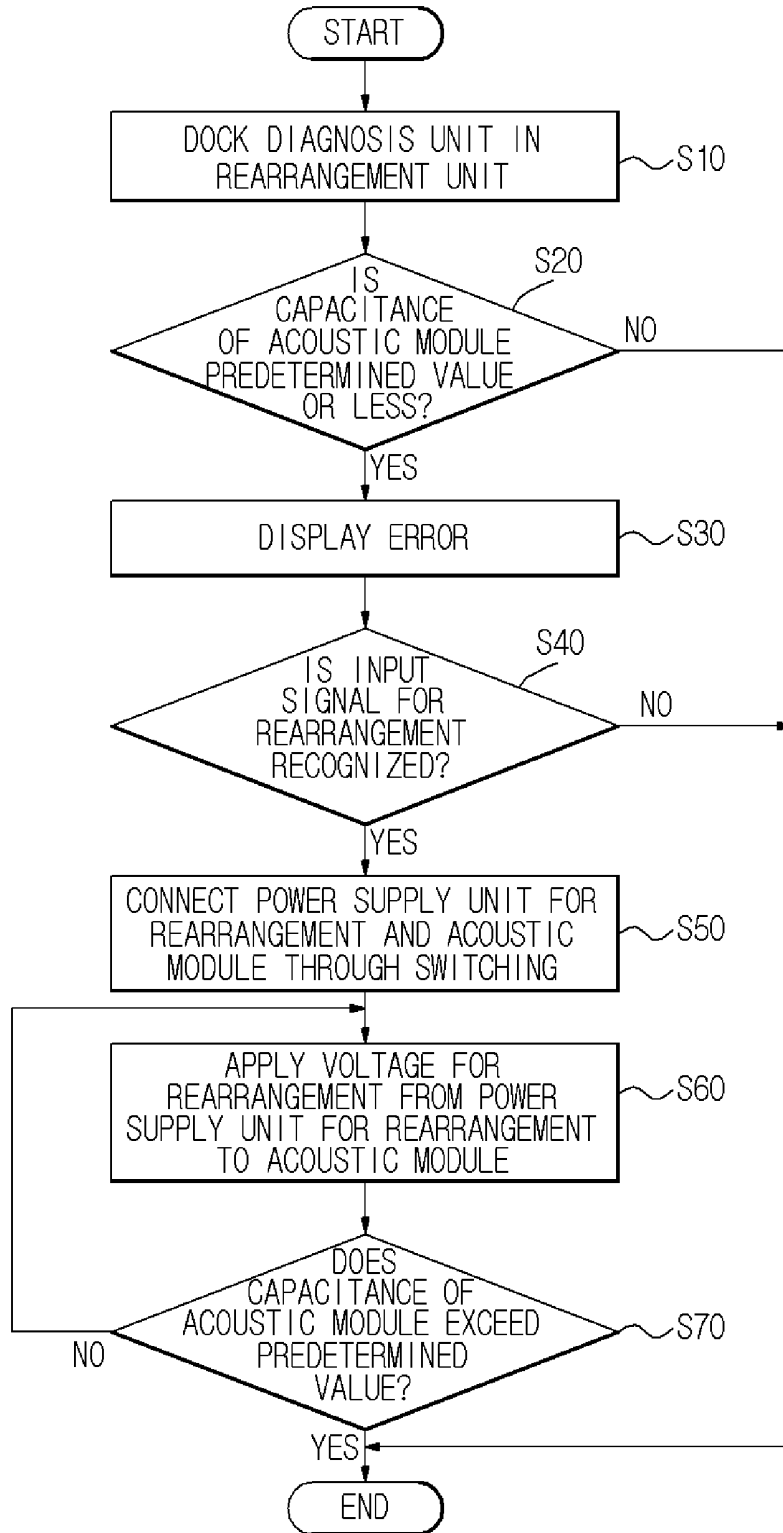 START
DOCK DIAGNOSIS UNIT IN
REARRANGEMENT UNIT
S10
S20
IS
CAPACITANCE
OF ACOUSTIC MODULE
PREDETERMINED VALUE
OR LESS?
NO
YES
DISPLAY ERROR
S30
S40
IS INPUT
SIGNAL FOR
REARRANGEMENT
RECOGNIZED?
NO
YES
CONNECT POWER SUPPLY UNIT FOR
REARRANGEMENT AND ACOUSTIC
MODULE THROUGH SWITCHING
S50
APPLY VOLTAGE FOR
REARRANGEMENT FROM POWER
SUPPLY UNIT FOR REARRANGEMENT
TO ACOUSTIC MODULE
S60
DOES
CAPACITANCE OF
ACOUSTIC MODULE EXCEED
PREDETERMINED
VALUE?
S70
NO
YES
END